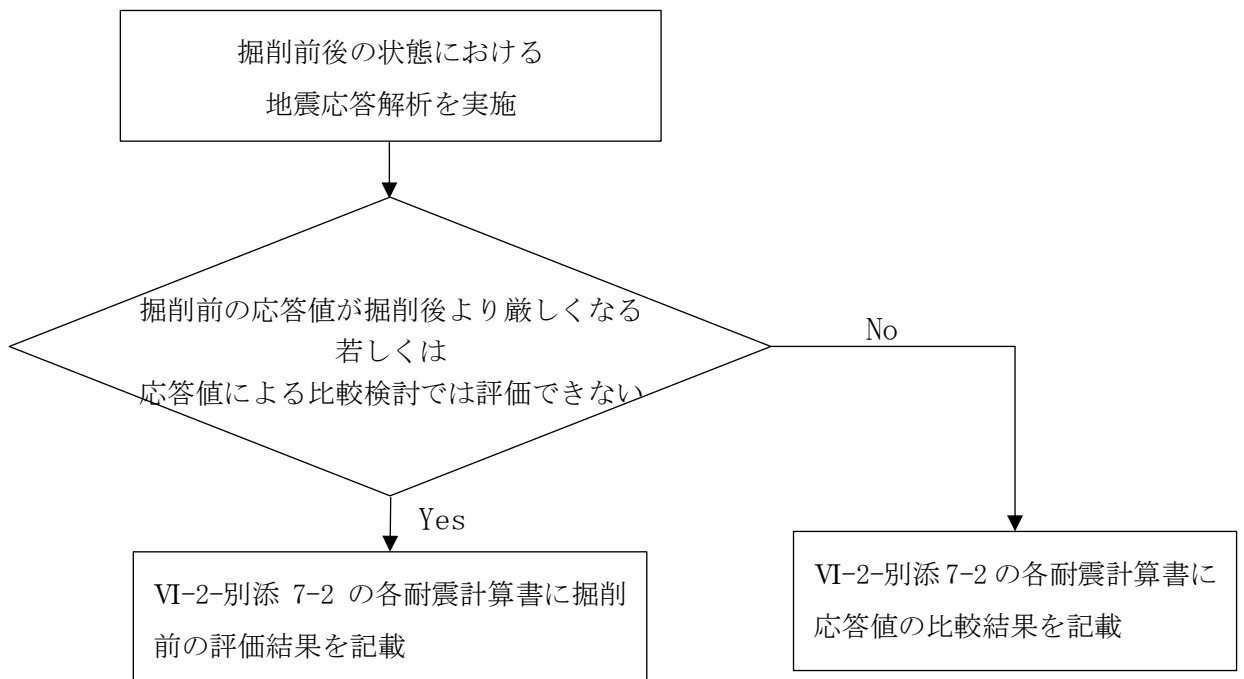 掘削前後の状態における
地震応答解析を実施
掘削前の応答値が掘削後より厳しくなる
若しくは
応答値による比較検討では評価できない
No
Yes
Ⅵ-2-別添 7-2 の各耐震計算書に掘削
前の評価結果を記載
Ⅵ-2-別添 7-2 の各耐震計算書に
応答値の比較結果を記載